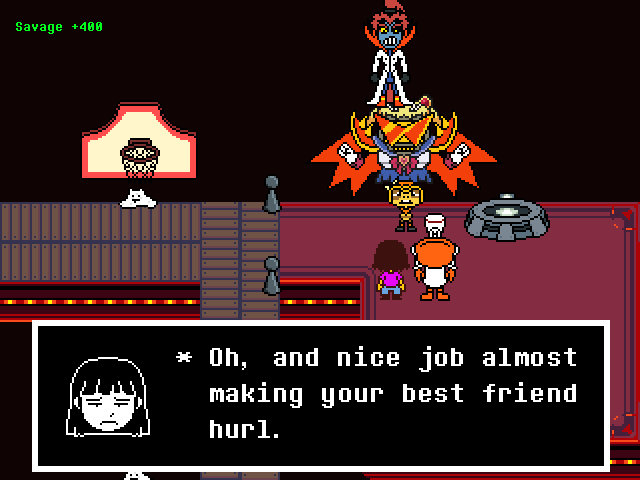 Savage +400
* Oh, and nice job almost
making your best friend
hurl.